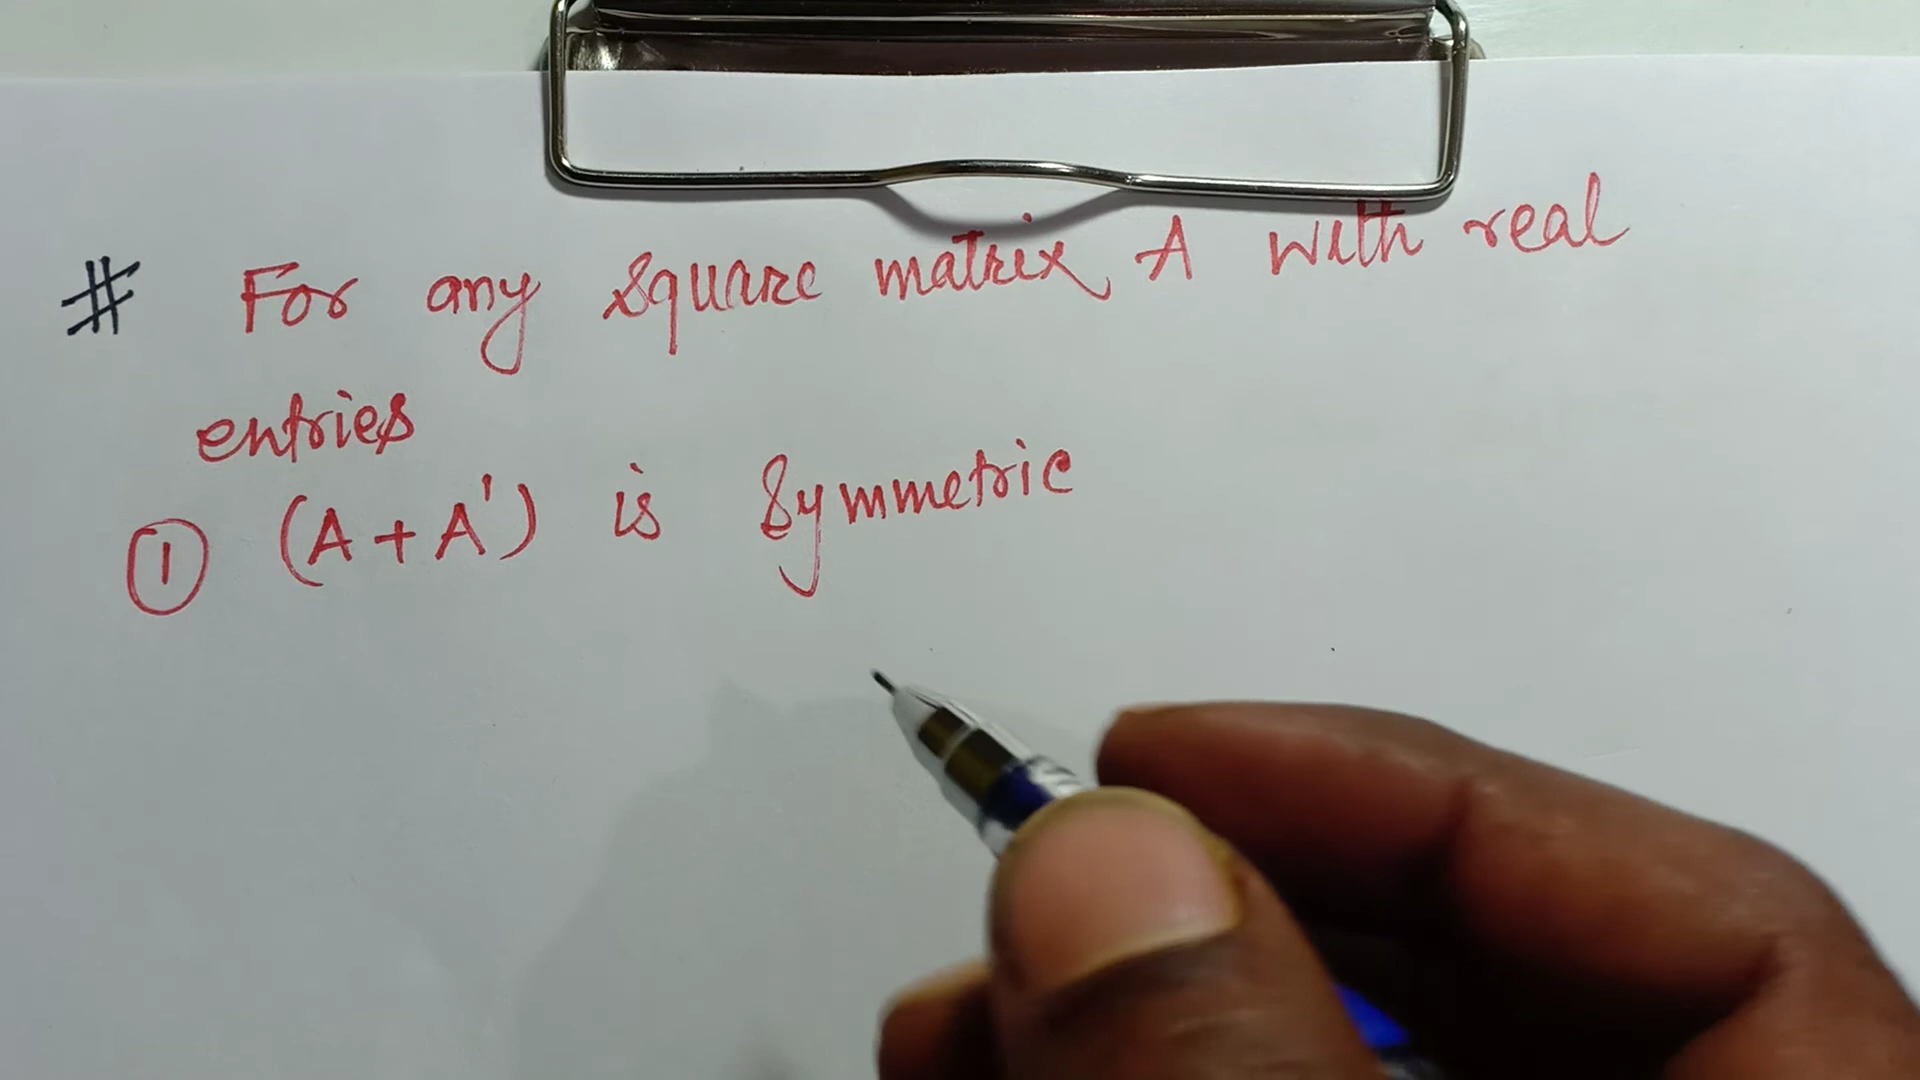 # For any square matrix A with real
entries
① (A + A') is Symmetric